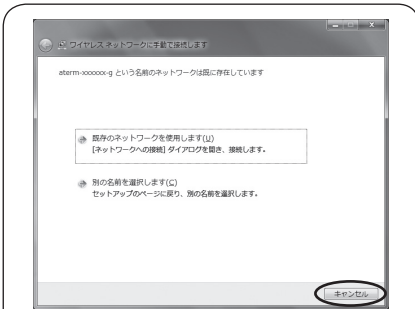 ワイヤレス ネットワークに手動で接続します
aterm-xxxxxx-g という名前のネットワークは既に存在しています
既存のネットワークを使用します(U)
[ネットワークへの接続] ダイアログを開き、接続します。
別の名前を選択します(C)
セットアップのページに戻り、別の名前を選択します。
キャンセル